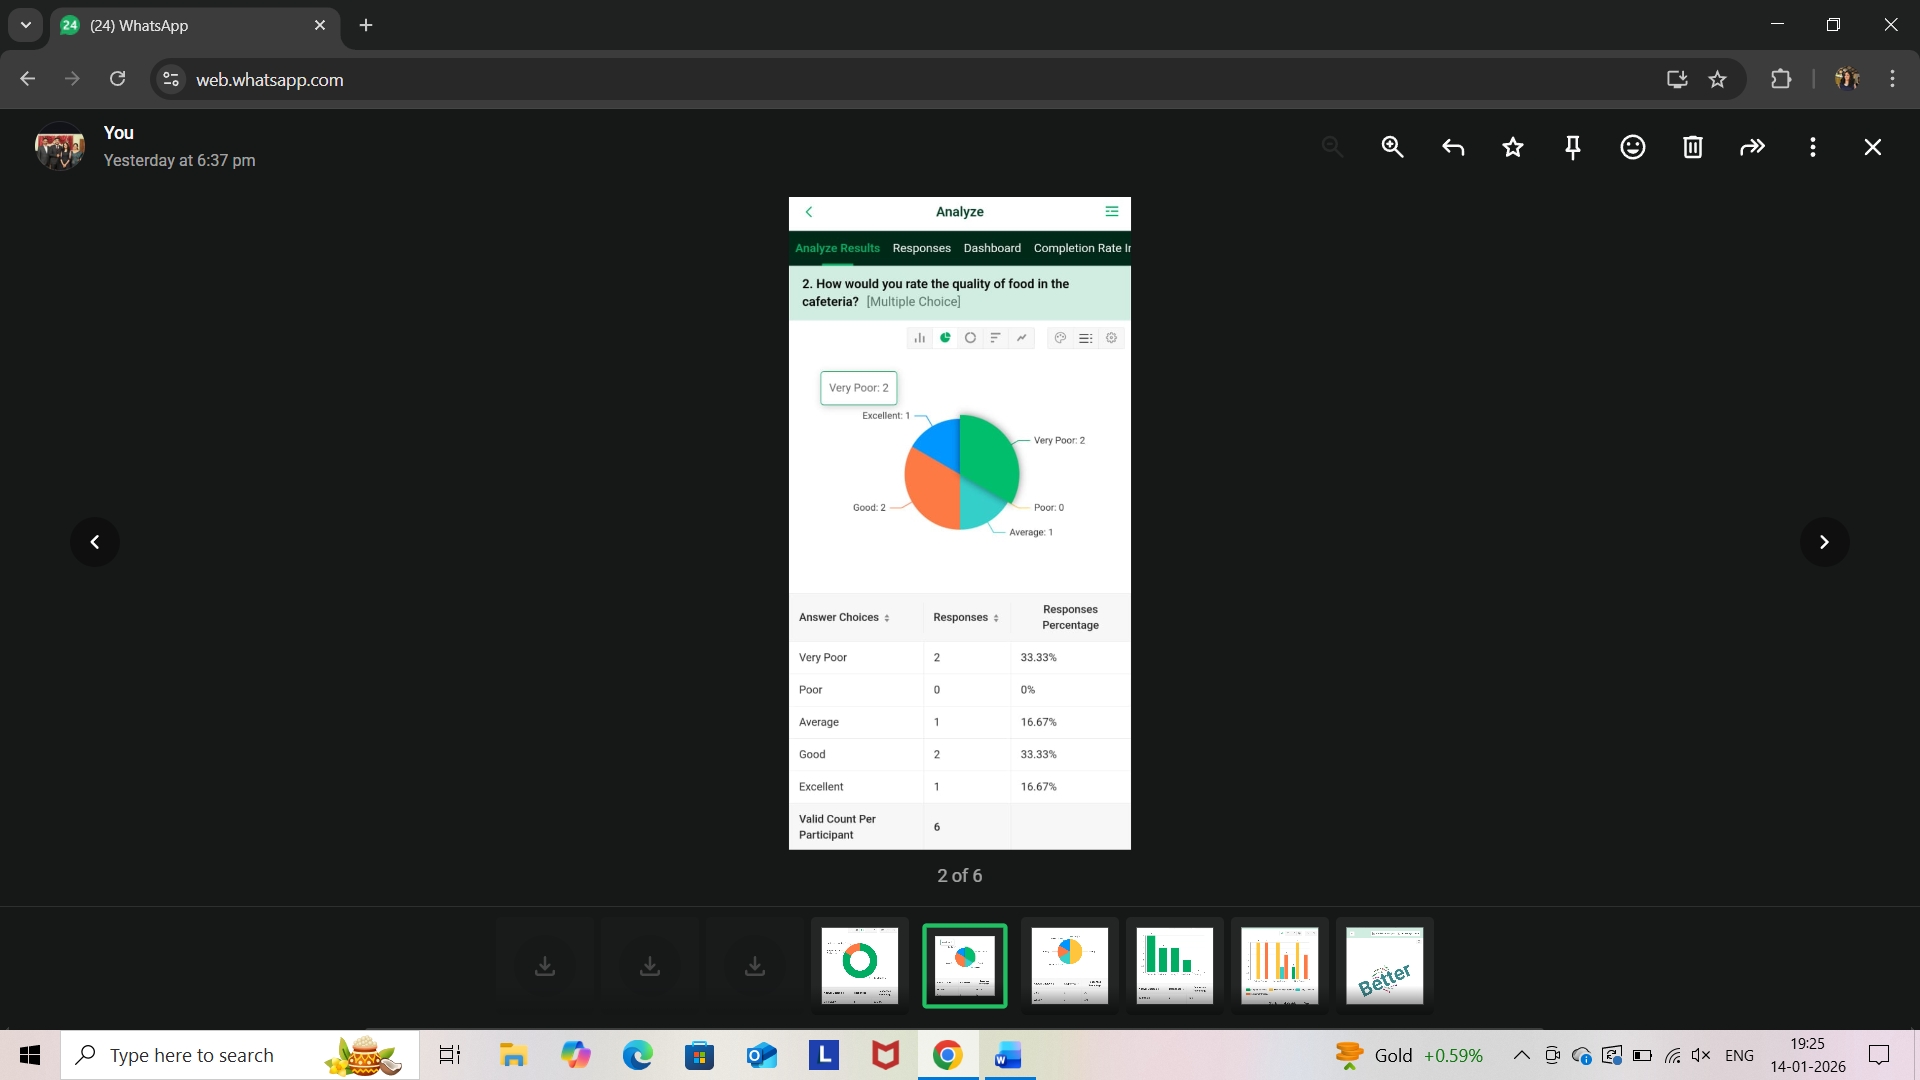 24
(24) WhatsApp
web.whatsapp.com
You
Yesterday at 6:37 pm
Analyze
Analyze Results Responses Dashboard Completion Rate In
2. How would you rate the quality of food in the
cafeteria? [Multiple Choice]
Very Poor: 2
Excellent: 1
Very Poor: 2
Good: 2
Poor: 0
Average: 1
Answer Choices Responses Responses Percentage
Very Poor 2 33.33%
Poor 0 0%
Average 1 16.67%
Good 2 33.33%
Excellent 1 16.67%
Valid Count Per
Participant 6
2 of 6
Better
Type here to search
L
W
Gold +0.59%
ENG
19:25
14-01-2026